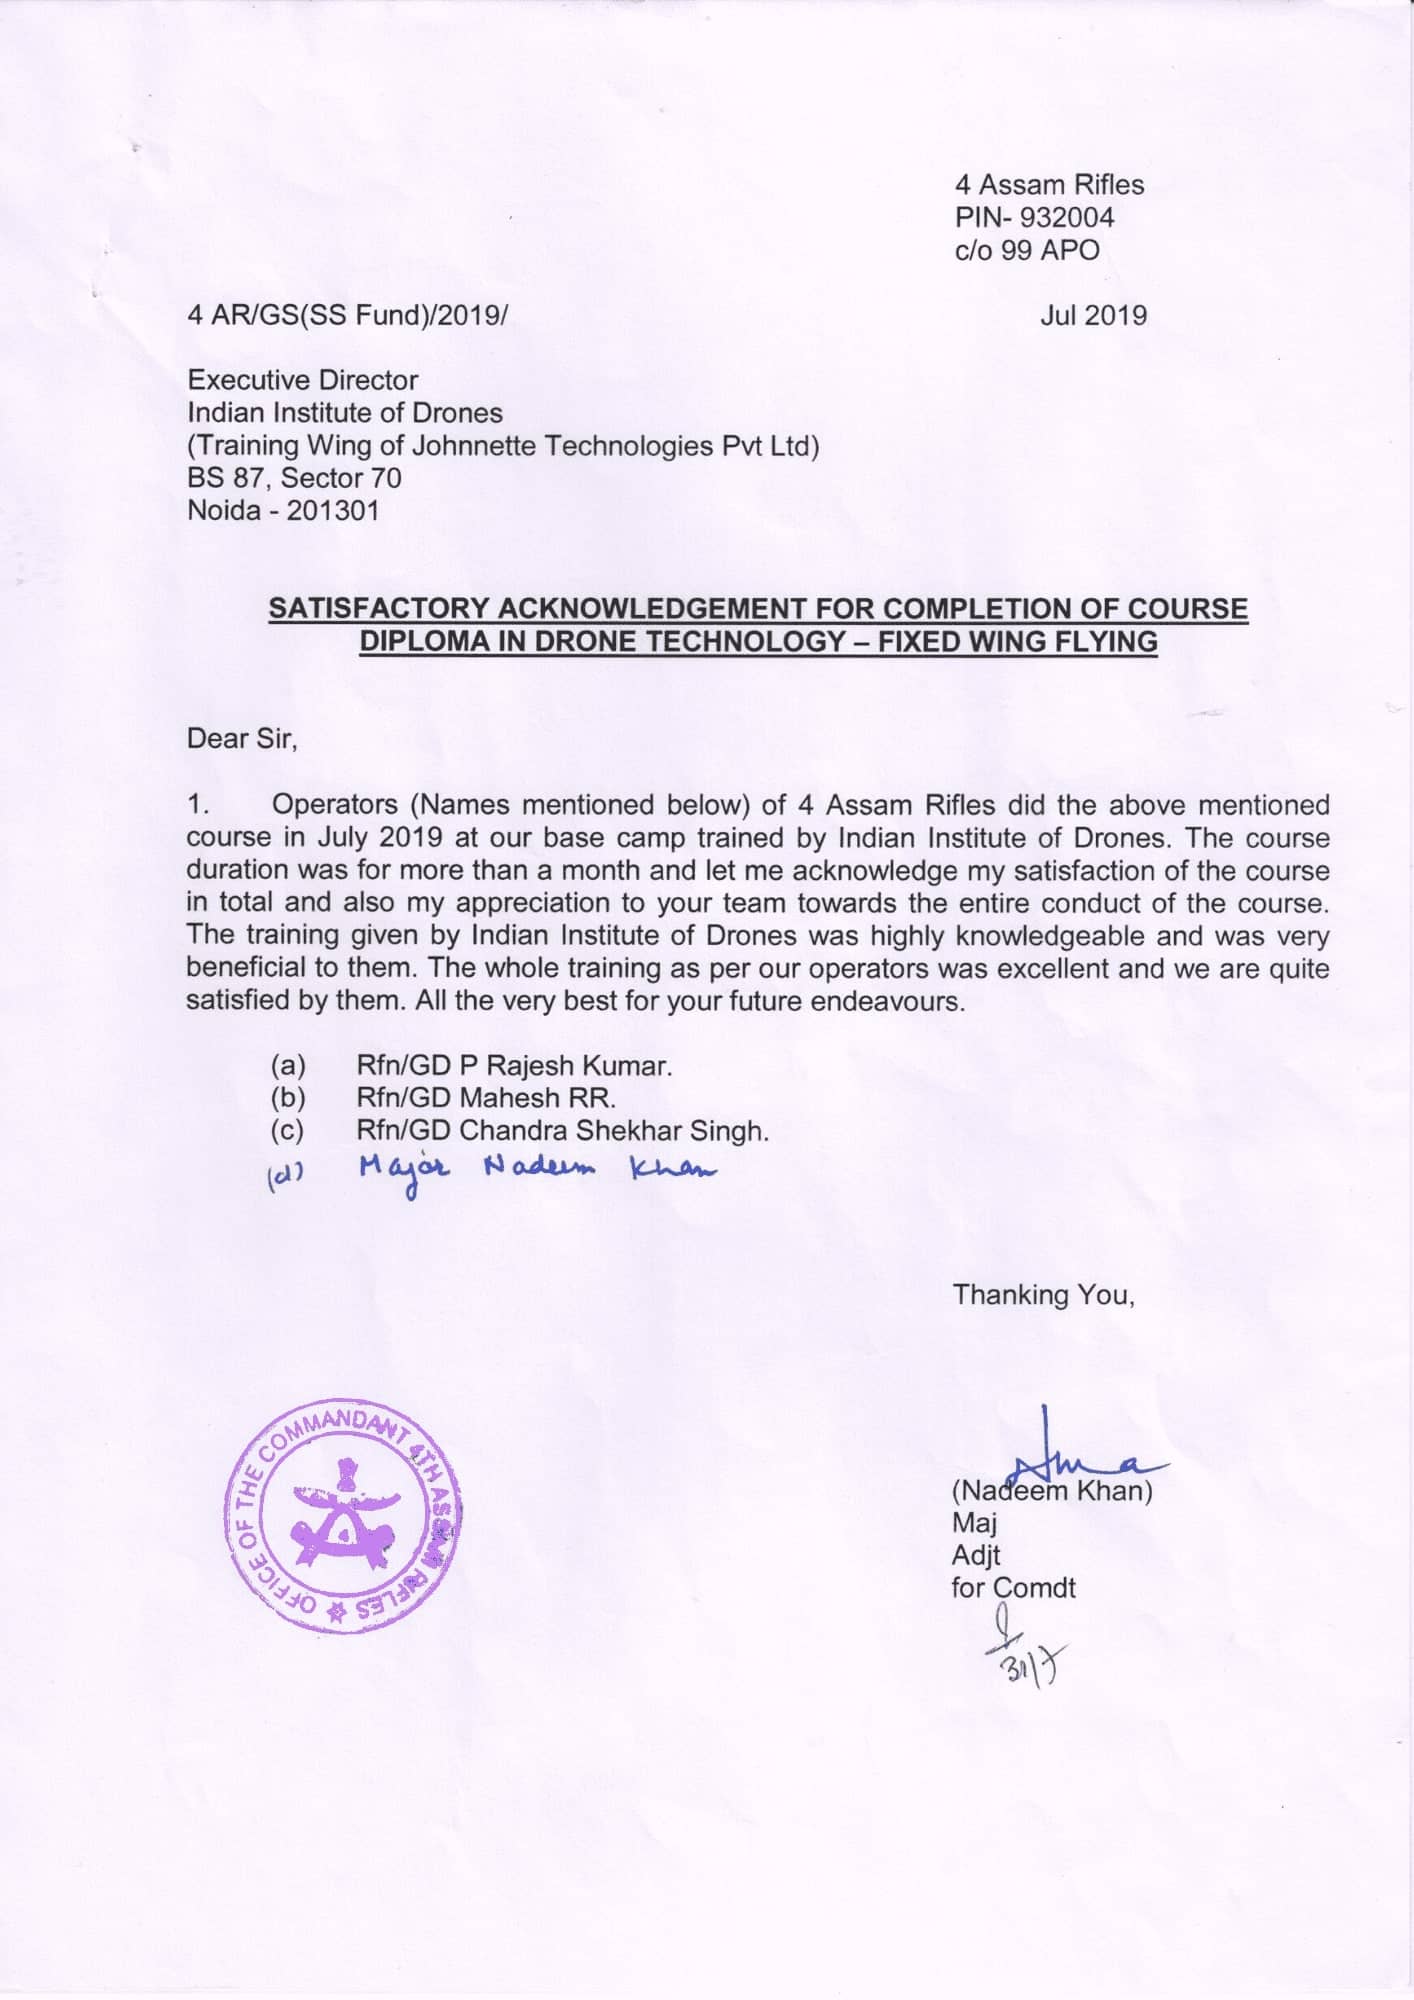 4 Assam Rifles
PIN- 932004
c/o 99 APO
4 AR/GS(SS Fund)/2019/
Jul 2019
Executive Director
Indian Institute of Drones
(Training Wing of Johnnette Technologies Pvt Ltd)
BS 87, Sector 70
Noida - 201301
SATISFACTORY ACKNOWLEDGEMENT FOR COMPLETION OF COURSE
DIPLOMA IN DRONE TECHNOLOGY – FIXED WING FLYING
Dear Sir,
1. Operators (Names mentioned below) of 4 Assam Rifles did the above mentioned
course in July 2019 at our base camp trained by Indian Institute of Drones. The course
duration was for more than a month and let me acknowledge my satisfaction of the course
in total and also my appreciation to your team towards the entire conduct of the course.
The training given by Indian Institute of Drones was highly knowledgeable and was very
beneficial to them. The whole training as per our operators was excellent and we are quite
satisfied by them. All the very best for your future endeavours.
(a) Rfn/GD P Rajesh Kumar.
(b) Rfn/GD Mahesh RR.
(c) Rfn/GD Chandra Shekhar Singh.
(d) Major Nadeem Khan
Thanking You,
OFFICE OF THE COMMANDANT 4TH ASSAM RIFLES
(Nadeem Khan)
Maj
Adjt
for Comdt
31/7